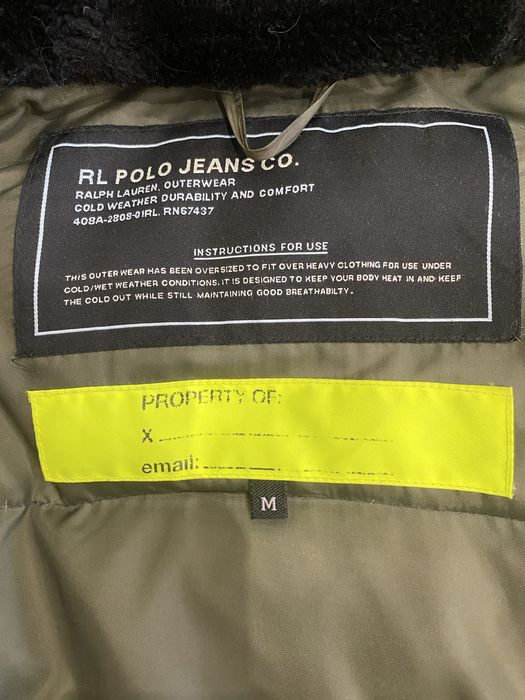 RL POLO JEANS CO.
RALPH LAUREN, OUTERWEAR
COLD WEATHER DURABILITY AND COMFORT
408A-2808-01RL. RN67437
INSTRUCTIONS FOR USE
THIS OUTERWEAR HAS BEEN OVERSIZED TO FIT OVER HEAVY CLOTHING FOR USE UNDER
COLD/WET WEATHER CONDITIONS. IT IS DESIGNED TO KEEP YOUR BODY HEAT IN AND KEEP
THE COLD OUT WHILE STILL MAINTAINING GOOD BREATHABILTY.
PROPERTY OF:
X
email:
M